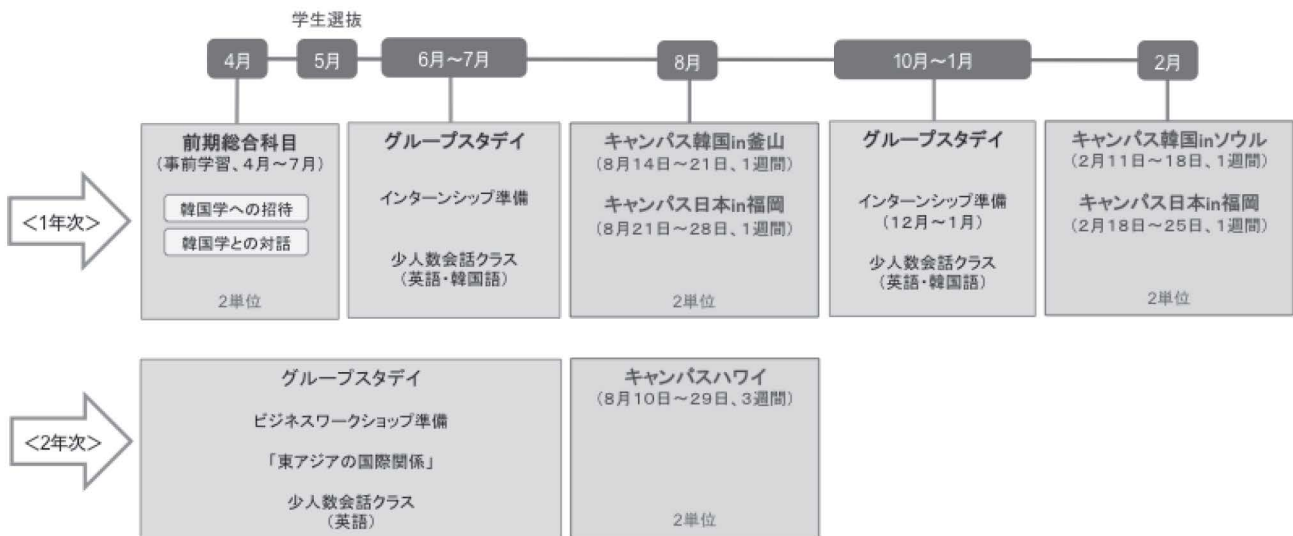 学生選抜
4月
5月
6月～7月
8月
10月～1月
2月
＜1年次＞
前期総合科目
（事前学習、4月～7月）
韓国学への招待
韓国学との対話
2単位
グループスタデイ
インターンシップ準備
少人数会話クラス
（英語・韓国語）
キャンパス韓国in釜山
（8月14日～21日、1週間）
キャンパス日本in福岡
（8月21日～28日、1週間）
2単位
グループスタデイ
インターンシップ準備
（12月～1月）
少人数会話クラス
（英語・韓国語）
キャンパス韓国inソウル
（2月11日～18日、1週間）
キャンパス日本in福岡
（2月18日～25日、1週間）
2単位
＜2年次＞
グループスタデイ
ビジネスワークショップ準備
「東アジアの国際関係」
少人数会話クラス
（英語）
キャンパスハワイ
（8月10日～29日、3週間）
2単位